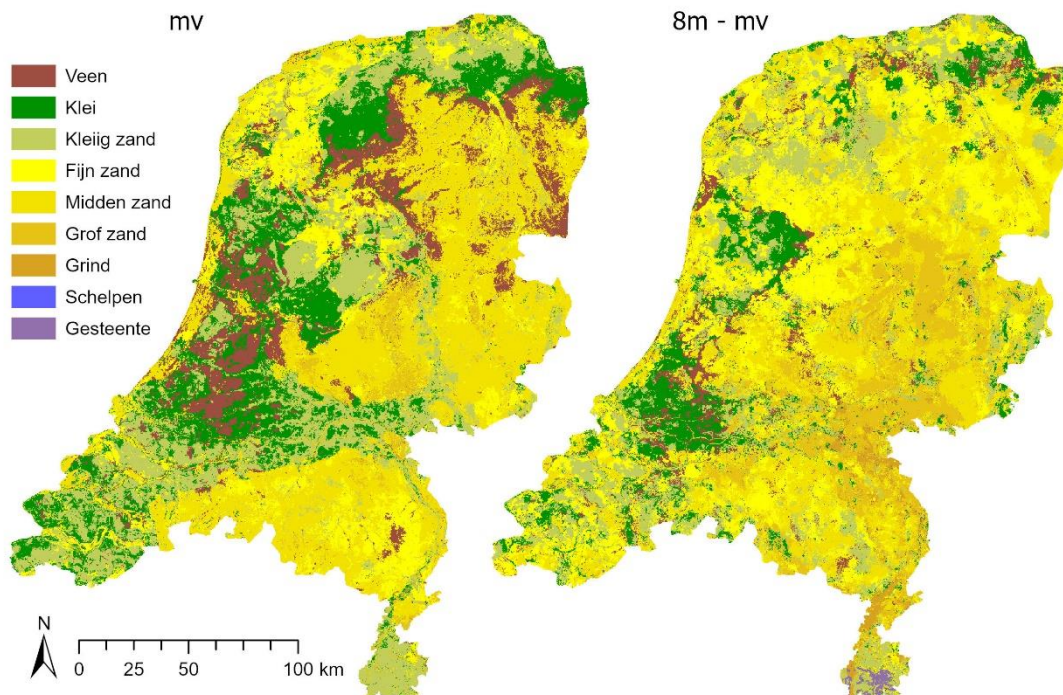 mv
8m - mv
Veen
Klei
Kleiig zand
Fijn zand
Midden zand
Grof zand
Grind
Schelpen
Gesteente
N
0 25 50 100 km